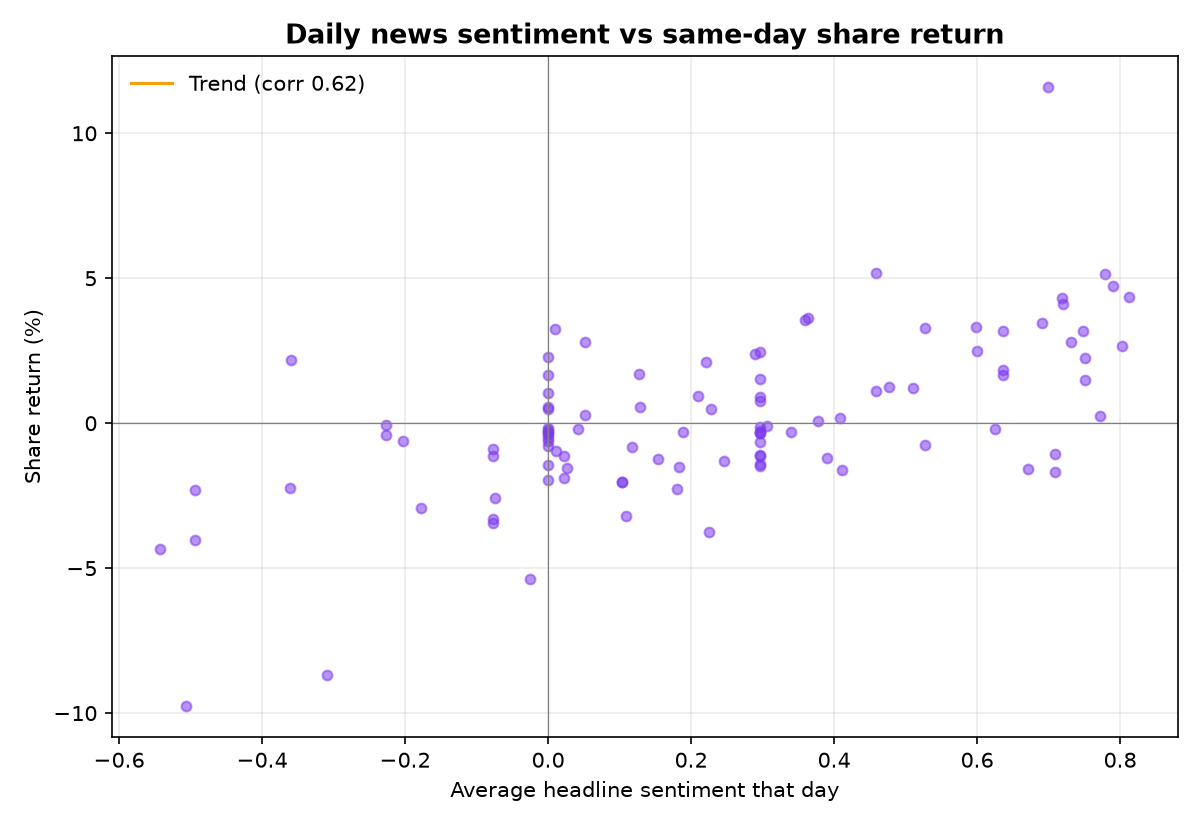 Daily news sentiment vs same-day share return
Trend (corr 0.62)
Share return (%)
10
5
0
−5
−10
−0.6 −0.4 −0.2 0.0 0.2 0.4 0.6 0.8
Average headline sentiment that day